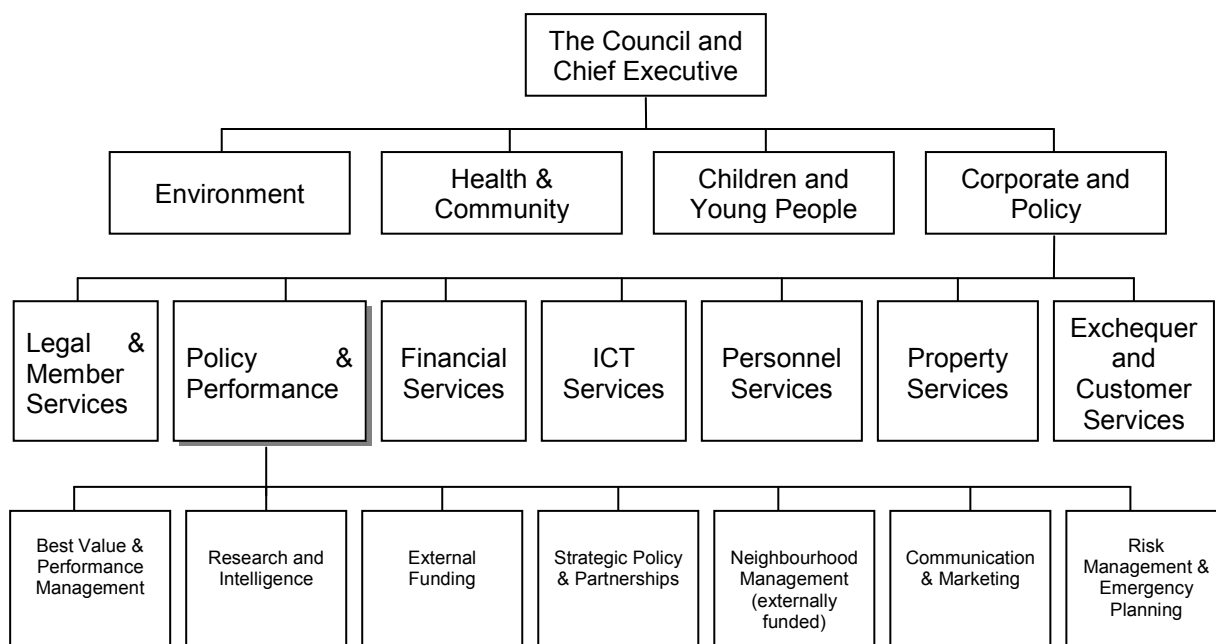 The Council and
Chief Executive
Environment
Health &
Community
Children and
Young People
Corporate and
Policy
Legal &
Member
Services
Policy &
Performance
Financial
Services
ICT
Services
Personnel
Services
Property
Services
Exchequer
and
Customer
Services
Best Value &
Performance
Management
Research and
Intelligence
External
Funding
Strategic Policy
& Partnerships
Neighbourhood
Management
(externally
funded)
Communication
& Marketing
Risk
Management &
Emergency
Planning